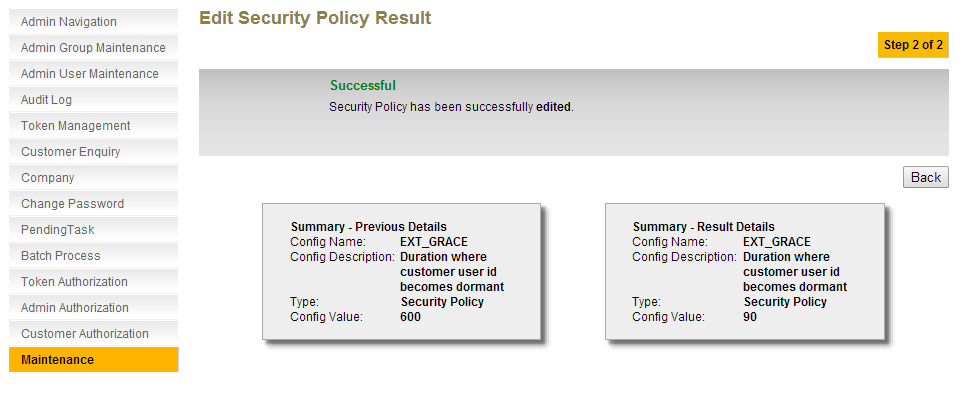 Admin Navigation
Admin Group Maintenance
Admin User Maintenance
Audit Log
Token Management
Customer Enquiry
Company
Change Password
PendingTask
Batch Process
Token Authorization
Admin Authorization
Customer Authorization
Maintenance
Edit Security Policy Result
Step 2 of 2
Successful
Security Policy has been successfully edited.
Back
Summary - Previous Details
Config Name: EXT_GRACE
Config Description: Duration where
customer user id
becomes dormant
Type: Security Policy
Config Value: 600
Summary - Result Details
Config Name: EXT_GRACE
Config Description: Duration where
customer user id
becomes dormant
Type: Security Policy
Config Value: 90